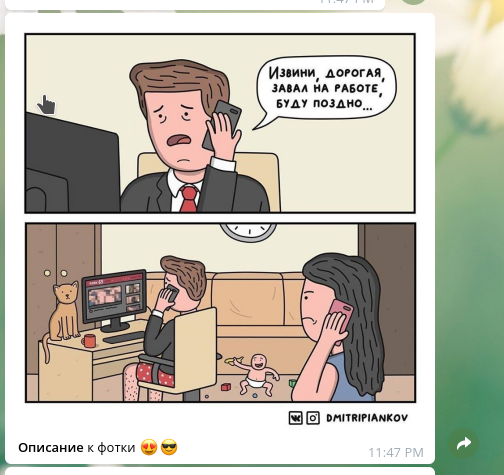 Извини, дорогая,
завал на работе,
буду поздно...
DMITRIPIANKOV
Описание к фотки 😍😎
11:47 PM